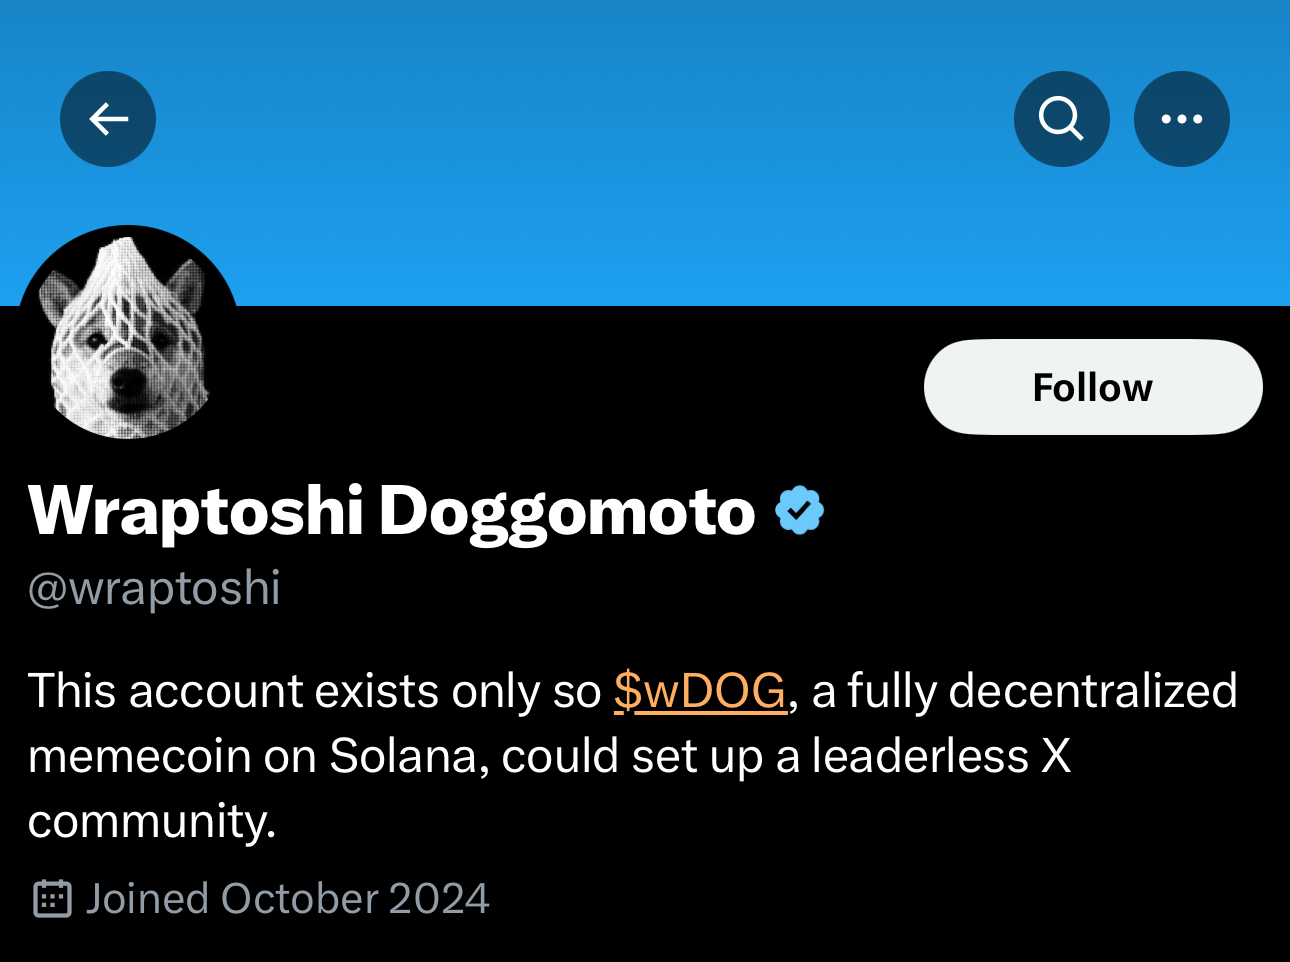 Follow
Wraptoshi Doggomoto
@wraptoshi
This account exists only so $wDOG, a fully decentralized
memecoin on Solana, could set up a leaderless X
community.
Joined October 2024